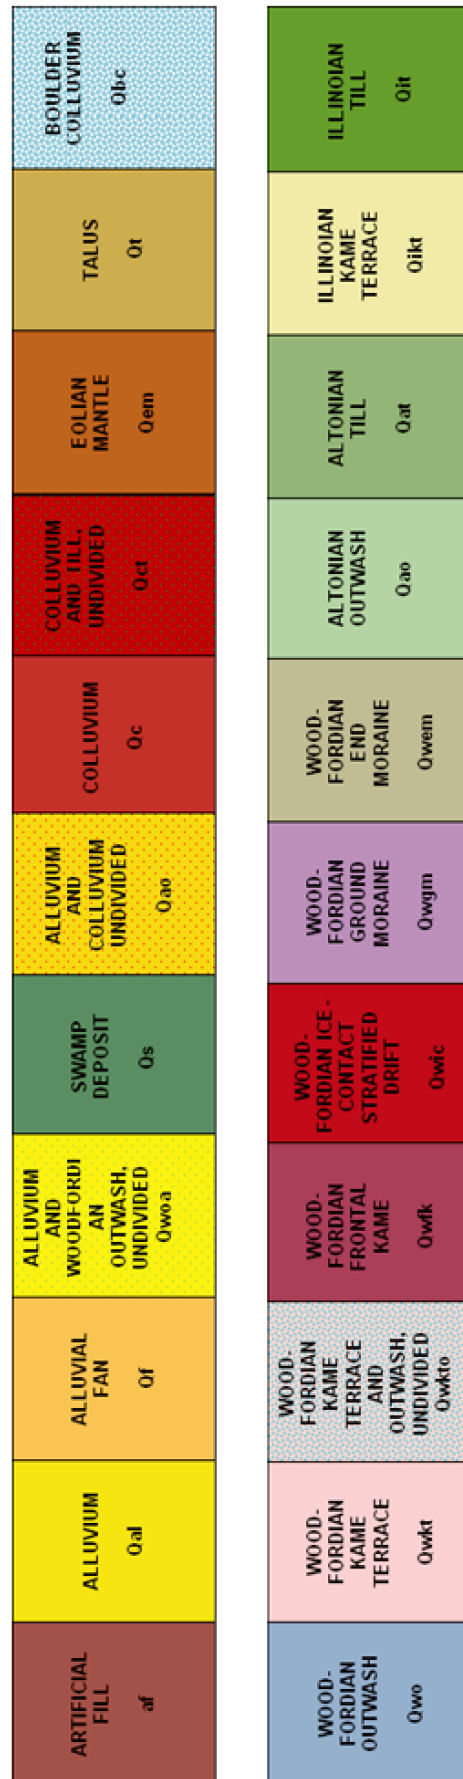 ARTIFICIAL
FILL
af
ALLUVIUM
Qal
ALLUVIAL
FAN
Qf
ALLUVIUM
AND
WOODFORDI
AN
OUTWASH,
UNDIVIDED
Qwoa
SWAMP
DEPOSIT
Qs
ALLUVIUM
AND
COLLUVIUM
UNDIVIDED
Qao
COLLUVIUM
Qc
COLLUVIUM
AND TILL,
UNDIVIDED
Qct
EOLIAN
MANTLE
Qem
TALUS
Qt
BOULDER
COLLUVIUM
Qbc
WOOD-
FORDIAN
OUTWASH
Qwo
WOOD-
FORDIAN
KAME
TERRACE
Qwkt
WOOD-
FORDIAN
KAME
TERRACE
AND
OUTWASH,
UNDIVIDED
Qwkto
WOOD-
FORDIAN
FRONTAL
KAME
Qwfk
WOOD-
FORDIAN ICE-
CONTACT
STRATIFIED
DRIFT
Qwic
WOOD-
FORDIAN
GROUND
MORAINE
Qwgm
WOOD-
FORDIAN
END
MORAINE
Qwem
ALTONIAN
OUTWASH
Qao
ALTONIAN
TILL
Qat
ILLINOIAN
KAME
TERRACE
Qikt
ILLINOIAN
TILL
Qit